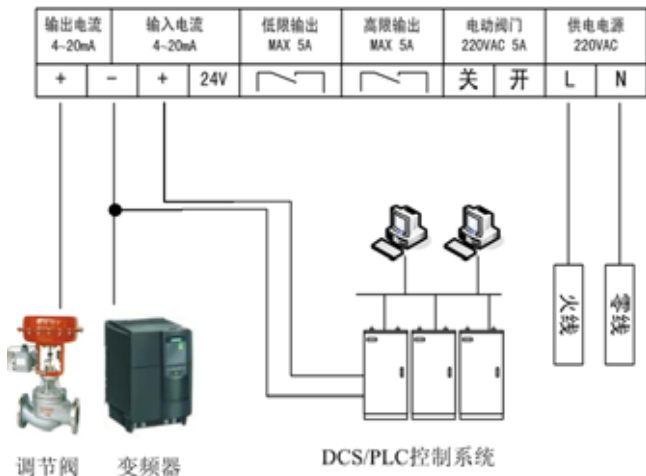 输出电流 输入电流 低限输出 高限输出 电动阀门 供电电源
4~20mA 4~20mA MAX 5A MAX 5A 220VAC 5A 220VAC
+ - + 24V 关 开 L N
火线 零线
调节阀 变频器 DCS/PLC控制系统